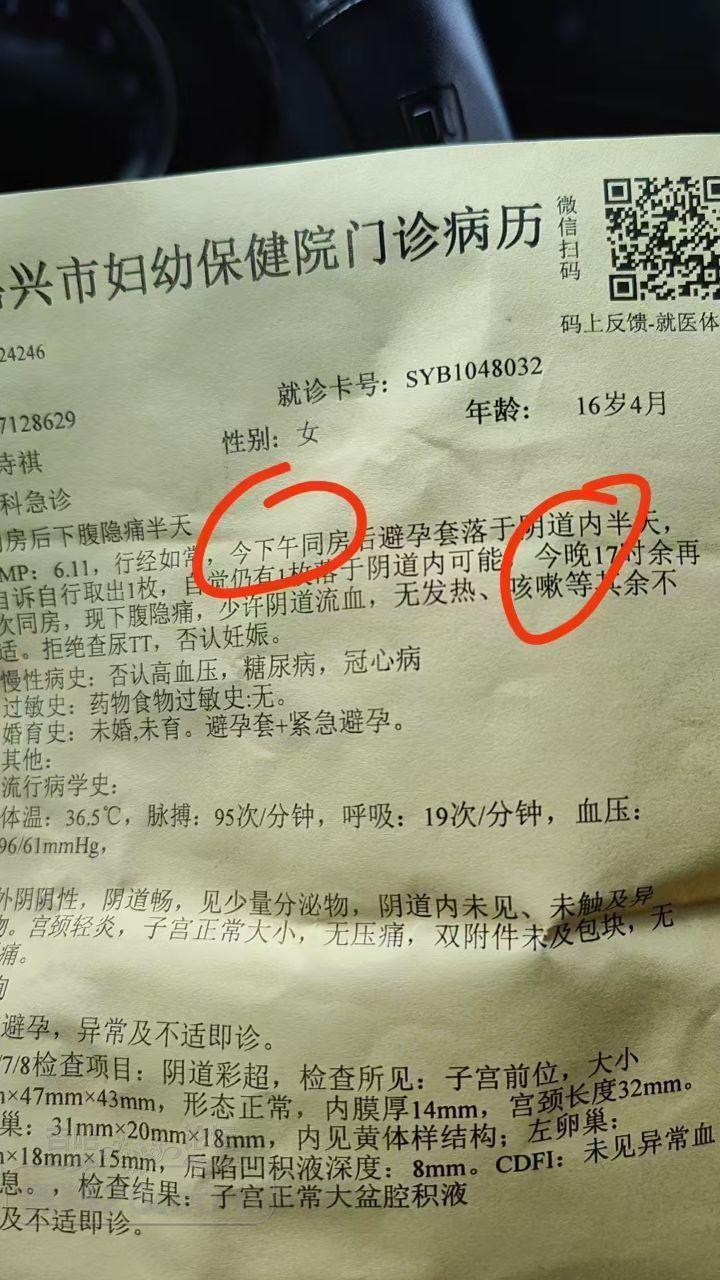 兴市妇幼保健院门诊病历
微信扫码
码上反馈-就医体
24246
就诊卡号：SYB1048032
7128629
性别：女
年龄： 16岁4月
祺
科急诊
房后下腹隐痛半天
MP：6.11，行经如常，今下午同房后避孕套落于阴道内半天，
自诉自行取出1枚，自觉仍有1枚落于阴道内可能，今晚17时余再
次同房，现下腹隐痛，少许阴道流血，无发热、咳嗽等其余不
适。拒绝查尿TT，否认妊娠。
慢性病史：否认高血压，糖尿病，冠心病
过敏史：药物食物过敏史:无。
婚育史：未婚,未育。避孕套+紧急避孕。
其他：
流行病学史：
体温：36.5℃，脉搏：95次/分钟，呼吸：19次/分钟，血压：
96/61mmHg，
外阴阴性，阴道畅，见少量分泌物，阴道内未见、未触及异
物。宫颈轻炎，子宫正常大小，无压痛，双附件未及包块，无
痛。
避孕，异常及不适即诊。
/7/8检查项目：阴道彩超，检查所见：子宫前位，大小
×47mm×43mm，形态正常，内膜厚14mm，宫颈长度32mm。
巢：31mm×20mm×18mm，内见黄体样结构；左卵巢：
×18mm×15mm，后陷凹积液深度：8mm。CDFI：未见异常血
息。，检查结果：子宫正常大盆腔积液
及不适即诊。